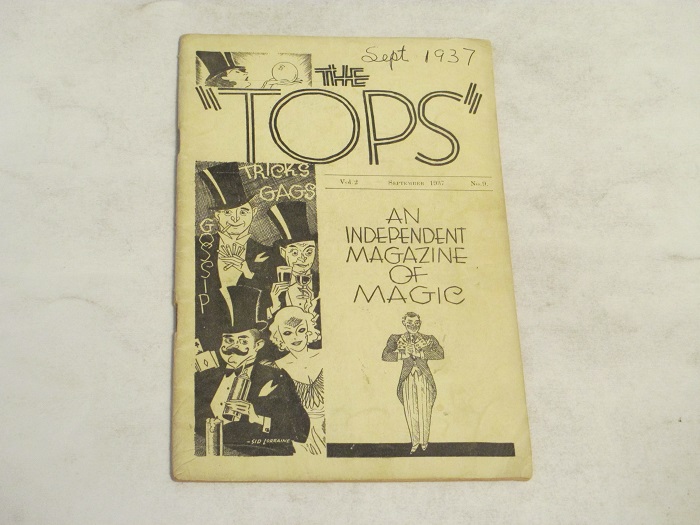 Sept 1937
THE
"TOPS"
TRICKS
GAGS
GOSSIP
Vol 2 September 1937 No. 9
AN
INDEPENDENT
MAGAZINE
OF
MAGIC
-SID LORRAINE